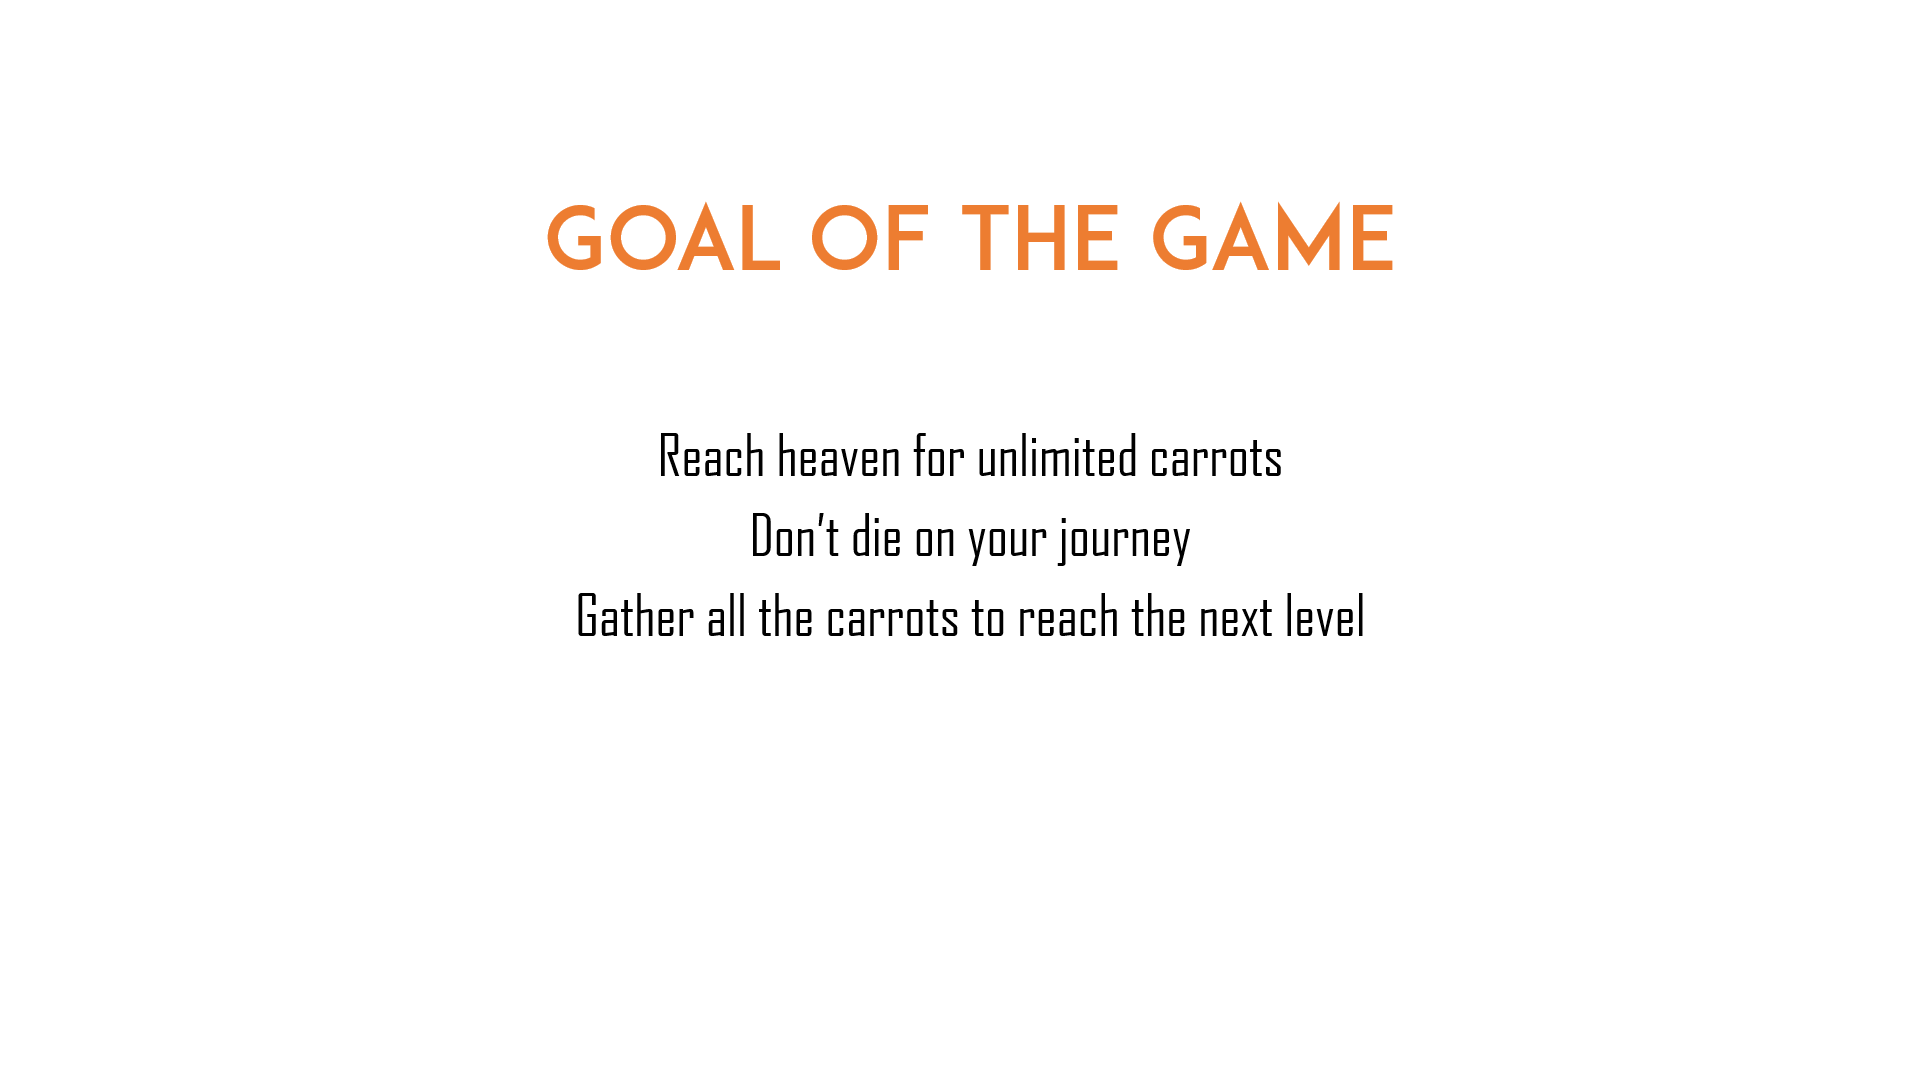 GOAL OF THE GAME
Reach heaven for unlimited carrots
Don’t die on your journey
Gather all the carrots to reach the next level